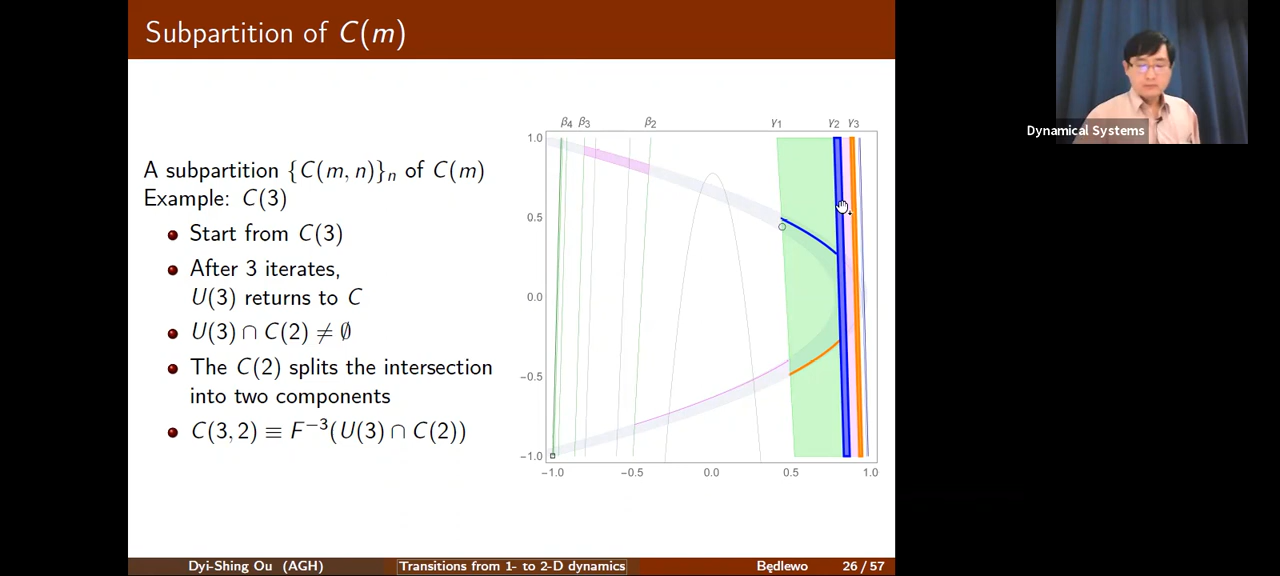 Subpartition of C(m)
A subpartition {C(m, n)}ₙ of C(m)
Example: C(3)
Start from C(3)
After 3 iterates,
U(3) returns to C
U(3) ∩ C(2) ≠ ∅
The C(2) splits the intersection
into two components
C(3, 2) ≡ F⁻³(U(3) ∩ C(2))
β₄ β₃ β₂ γ₁ γ₂ γ₃
1.0
0.5
0.0
−0.5
−1.0
−1.0 −0.5 0.0 0.5 1.0
Dynamical Systems
Dyi-Shing Ou (AGH) Transitions from 1- to 2-D dynamics Będlewo 26 / 57